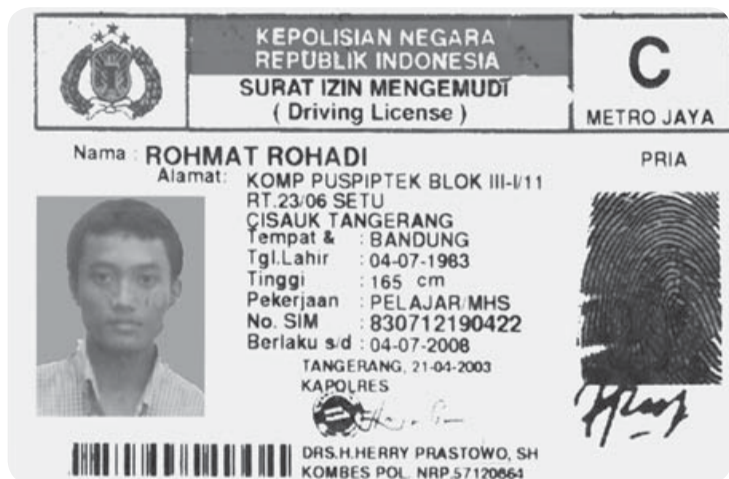 KEPOLISIAN NEGARA
REPUBLIK INDONESIA
SURAT IZIN MENGEMUDI
( Driving License )
C
METRO JAYA
Nama : ROHMAT ROHADI
PRIA
Alamat: KOMP PUSPIPTEK BLOK III-I/11
RT.23/06 SETU
CISAUK TANGERANG
Tempat & : BANDUNG
Tgl.Lahir : 04-07-1983
Tinggi : 165 cm
Pekerjaan : PELAJAR/MHS
No. SIM : 830712190422
Berlaku s/d : 04-07-2008
TANGERANG, 21-04-2003
KAPOLRES
DRS.H.HERRY PRASTOWO, SH
KOMBES POL. NRP.57120864